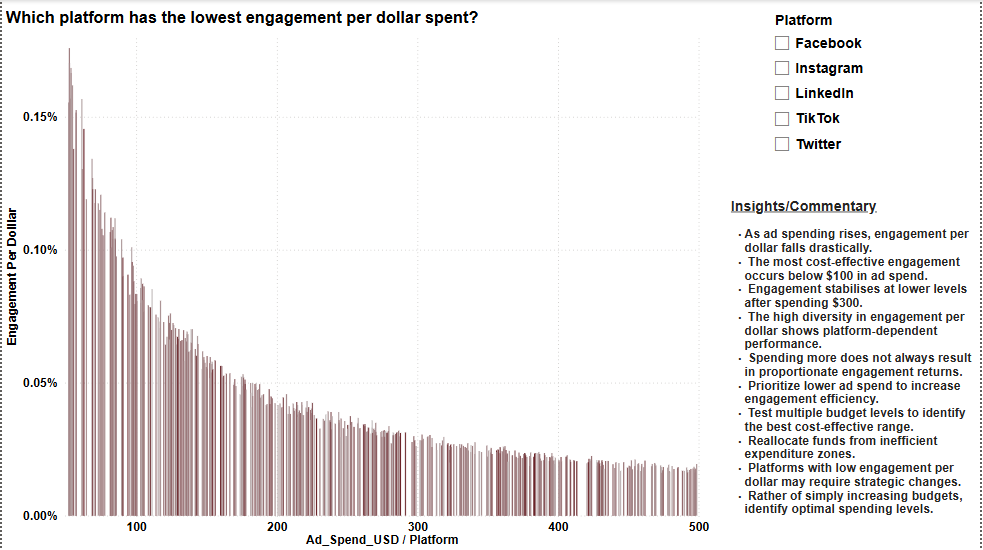 Which platform has the lowest engagement per dollar spent?
Platform
Facebook
Instagram
LinkedIn
TikTok
Twitter
Engagement Per Dolllar
0.15%
0.10%
0.05%
0.00%
100
200
300
400
500
Ad_Spend_USD / Platform
Insights/Commentary
· As ad spending rises, engagement per
dollar falls drastically.
· The most cost-effective engagement
occurs below $100 in ad spend.
· Engagement stabilises at lower levels
after spending $300.
· The high diversity in engagement per
dollar shows platform-dependent
performance.
· Spending more does not always result
in proportionate engagement returns.
· Prioritize lower ad spend to increase
engagement efficiency.
· Test multiple budget levels to identify
the best cost-effective range.
· Reallocate funds from inefficient
expenditure zones.
· Platforms with low engagement per
dollar may require strategic changes.
· Rather of simply increasing budgets,
identify optimal spending levels.